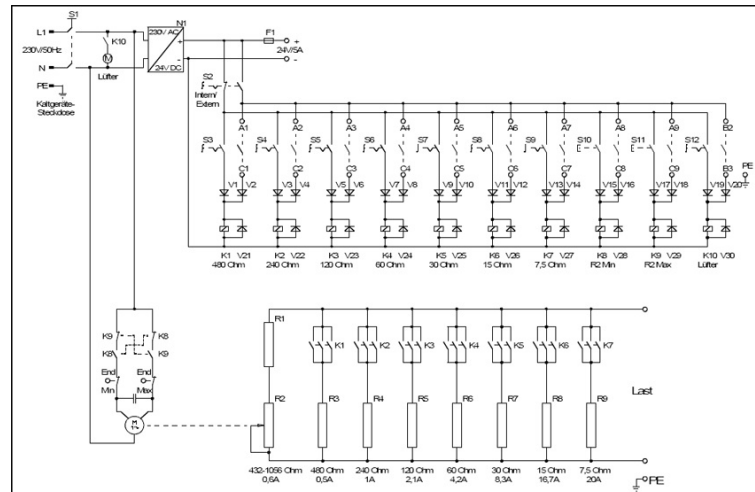 S1
L1
K10
230V/50Hz
M
N
Lüfter
PE
Kaltgeräte-
Steckdose
N1
230V AC
+
-
24V DC
F1
+
24V/5A
-
S2
Intern/
Extern
A1 A2 A3 A4 A5 A6 A7 A8 A9 B2
S3 S4 S5 S6 S7 S8 S9 S10 S11 S12
C1 C2 C3 C4 C5 C6 C7 C8 C9 B3
PE
V1 V2 V3 V4 V5 V6 V7 V8 V9 V10 V11 V12 V13 V14 V15 V16 V17 V18 V19 V20
K1 V21 K2 V22 K3 V23 K4 V24 K5 V25 K6 V26 K7 V27 K8 V28 K9 V29 K10 V30
480 Ohm 240 Ohm 120 Ohm 60 Ohm 30 Ohm 15 Ohm 7,5 Ohm R2 Min R2 Max Lüfter
K9 K8
K8 K9
End End
Min Max
M
R1
K1 K2 K3 K4 K5 K6 K7
Last
R2 R3 R4 R5 R6 R7 R8 R9
432-1056 Ohm 480 Ohm 240 Ohm 120 Ohm 60 Ohm 30 Ohm 15 Ohm 7,5 Ohm
0,6A 0,5A 1A 2,1A 4,2A 8,3A 16,7A 20A
PE